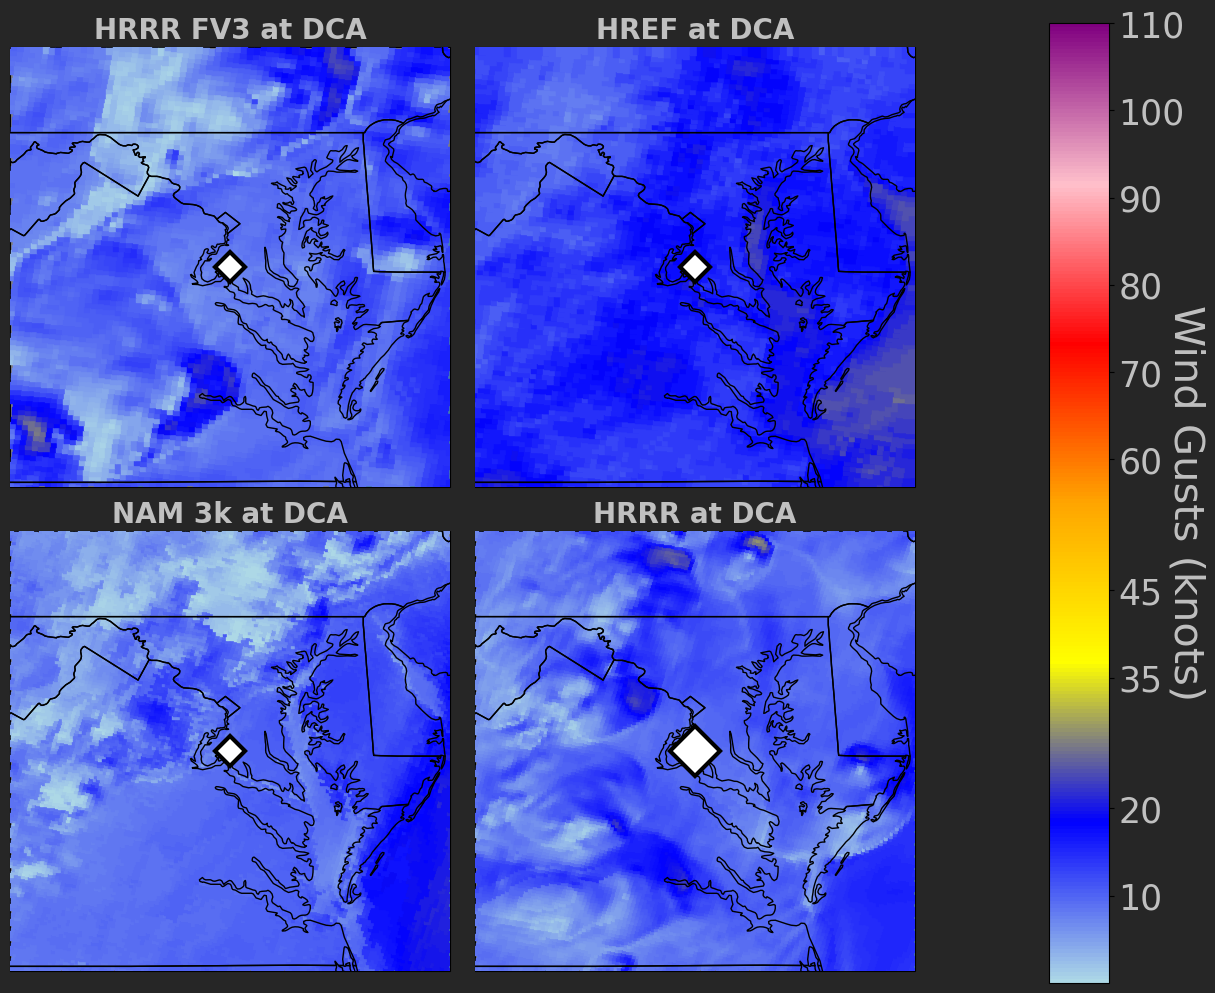 HRRR FV3 at DCA
HREF at DCA
NAM 3k at DCA
HRRR at DCA
110
100
90
80
70
60
45
35
20
10
Wind Gusts (knots)